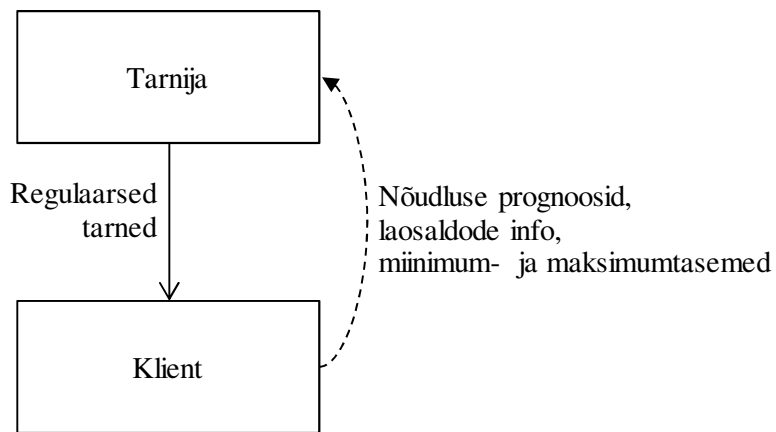 Tarnija
Regulaarsed
tarned
Nõudluse prognoosid,
laosaldode info,
miinimum- ja maksimumtasemed
Klient